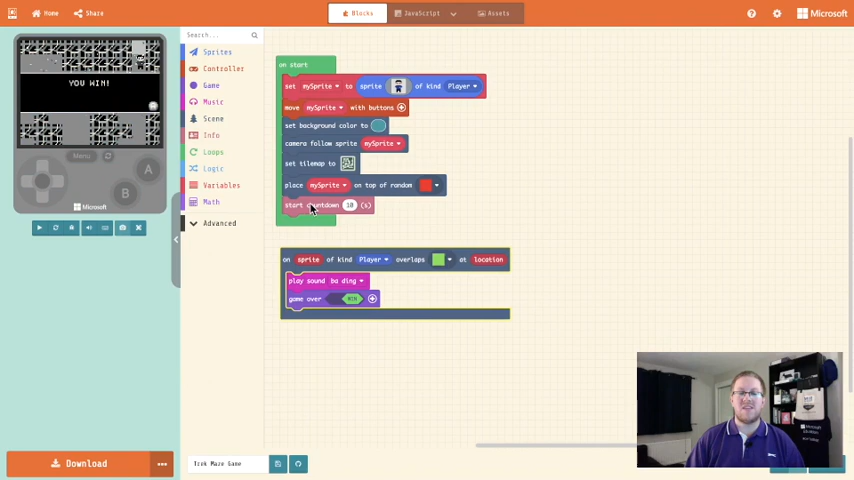 Home Share Blocks JavaScript Assets Microsoft
YOU WIN!
Menu
A
B
Microsoft
Search...
Sprites
Controller
Game
Music
Scene
Info
Loops
Logic
Variables
Math
Advanced
on start
set mySprite to sprite of kind Player
move mySprite with buttons
set background color to
camera follow sprite mySprite
set tilemap to
place mySprite on top of random
start countdown 10 (s)
on sprite of kind Player overlaps at location
play sound ba ding
game over WIN
Download
Trek Maze Game